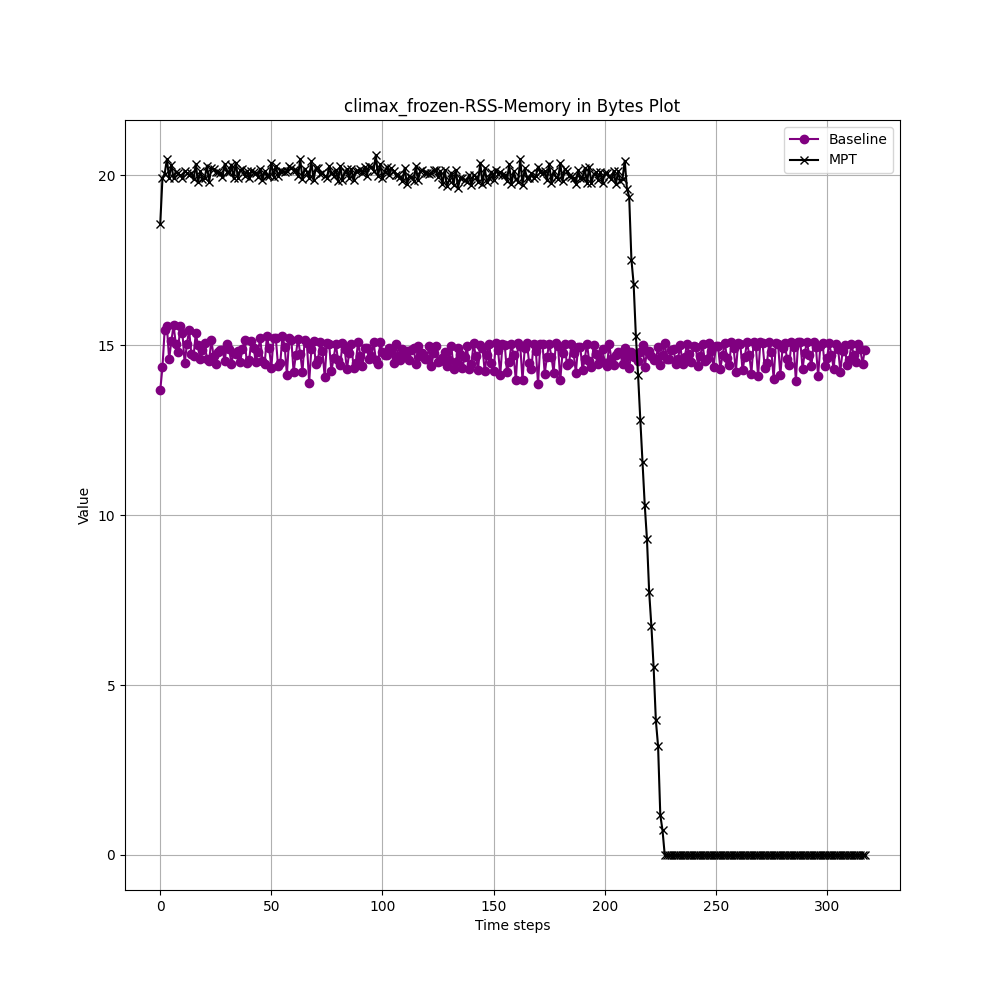 climax_frozen-RSS-Memory in Bytes Plot
Baseline
MPT
Value
20
15
10
5
0
0 50 100 150 200 250 300
Time steps